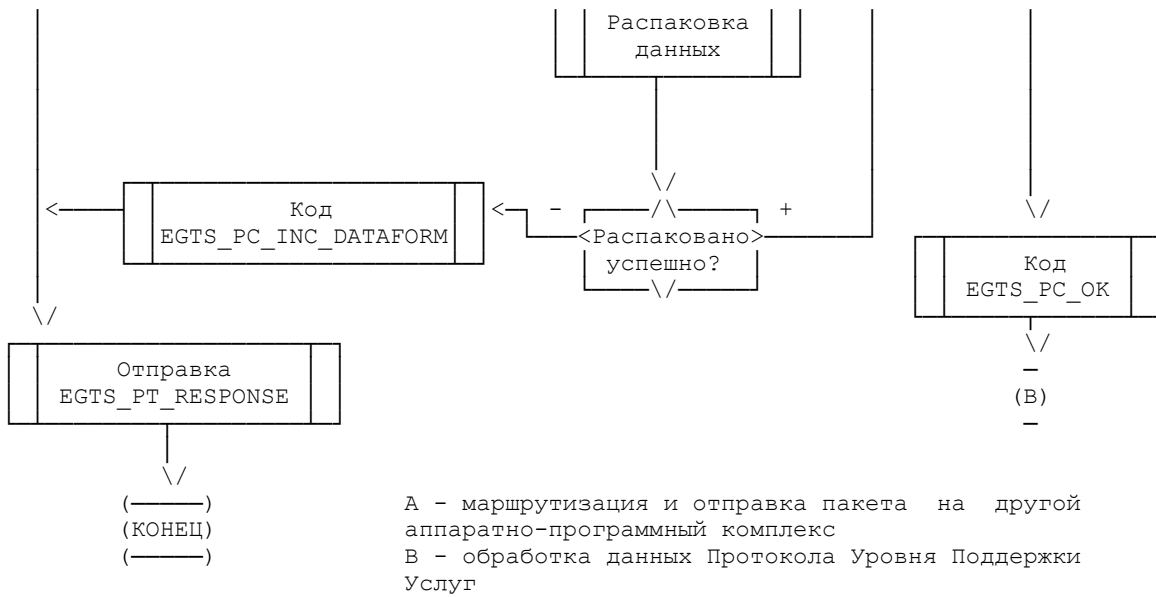 Распаковка
данных
Код
EGTS_PC_INC_DATAFORM
- +
<Распаковано>
успешно?
Код
EGTS_PC_OK
Отправка
EGTS_PT_RESPONSE
(В)
(КОНЕЦ)
А - маршрутизация и отправка пакета на другой
аппаратно-программный комплекс
В - обработка данных Протокола Уровня Поддержки
Услуг